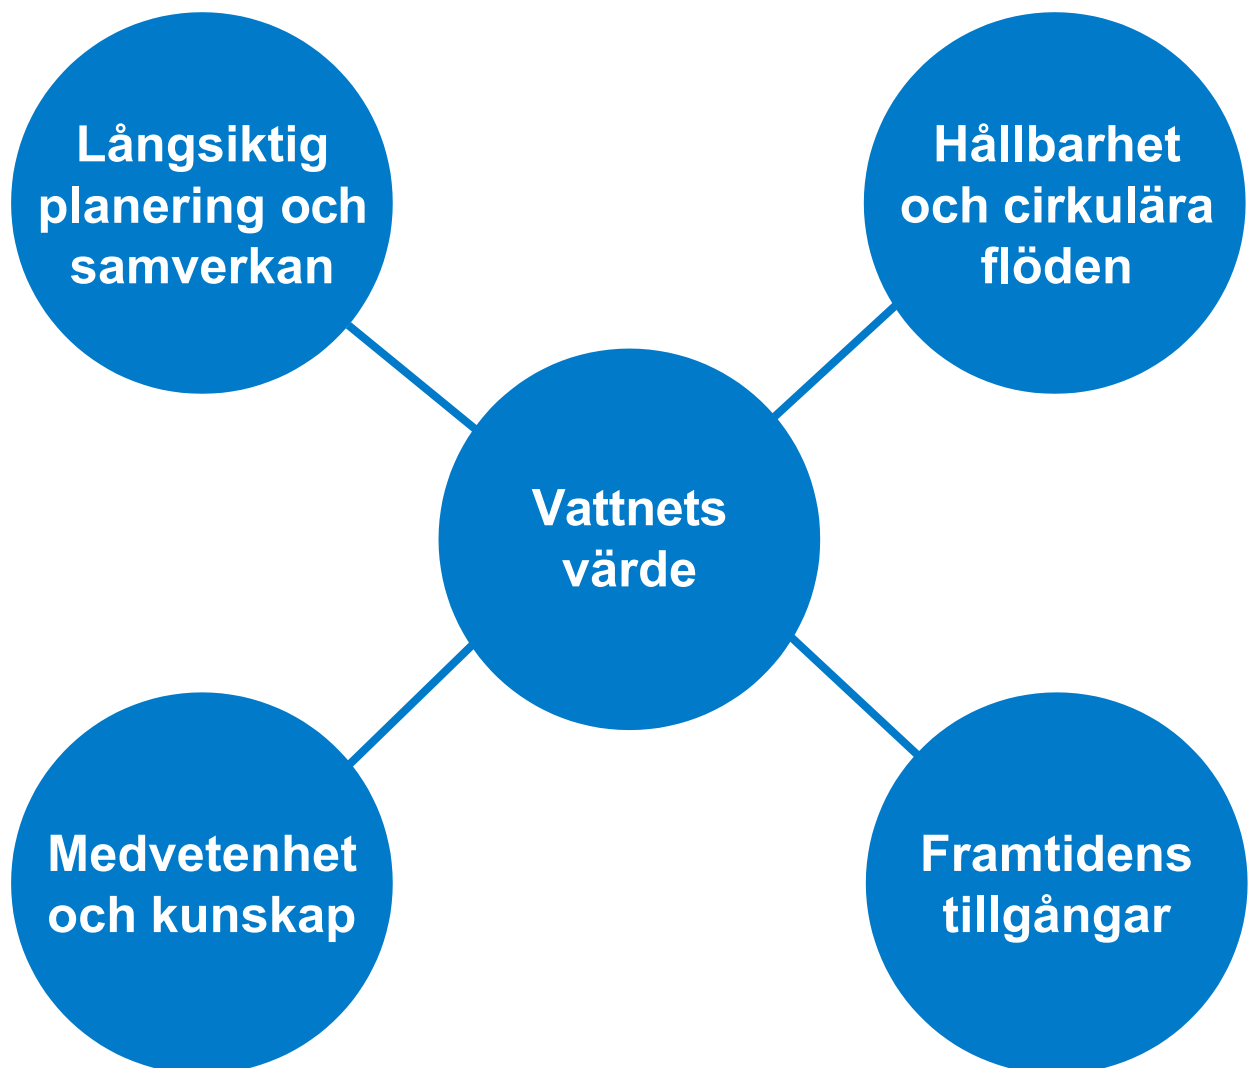 Långsiktig
planering och
samverkan
Hållbarhet
och cirkulära
flöden
Vattnets
värde
Medvetenhet
och kunskap
Framtidens
tillgångar